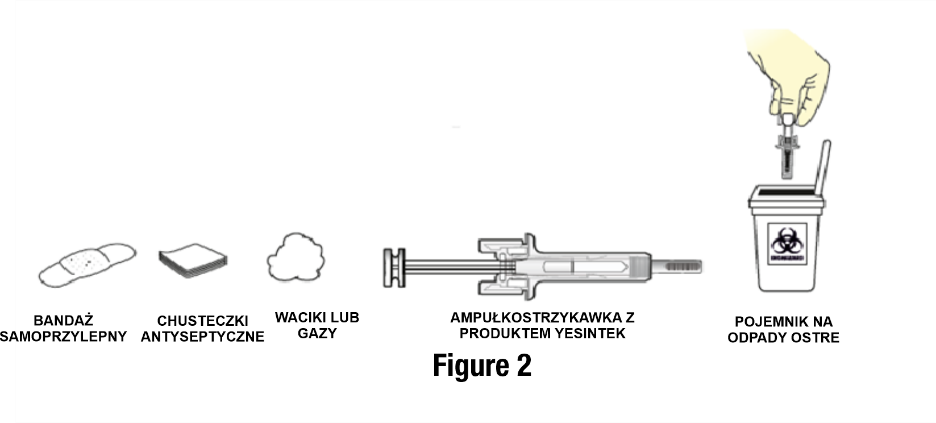 BANDAŻ
SAMOPRZYLEPNY
CHUSTECZKI
ANTYSEPTYCZNE
WACIKI LUB
GAZY
AMPUŁKOSTRZYKAWKA Z
PRODUKTEM YESINTEK
POJEMNIK NA
ODPADY OSTRE
Figure 2